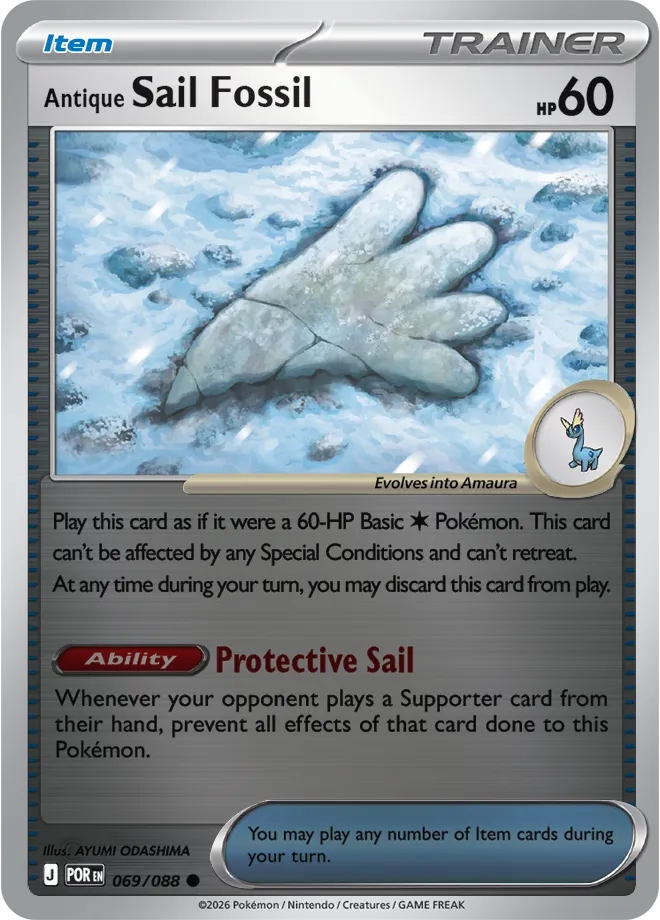 Item
TRAINER
Antique Sail Fossil
HP 60
Evolves into Amaura
Play this card as if it were a 60-HP Basic Pokémon. This card
can't be affected by any Special Conditions and can't retreat.
At any time during your turn, you may discard this card from play.
Ability Protective Sail
Whenever your opponent plays a Supporter card from
their hand, prevent all effects of that card done to this
Pokémon.
You may play any number of Item cards during
your turn.
Illus. AYUMI ODASHIMA
J POR EN 069/088
©2026 Pokémon / Nintendo / Creatures / GAME FREAK